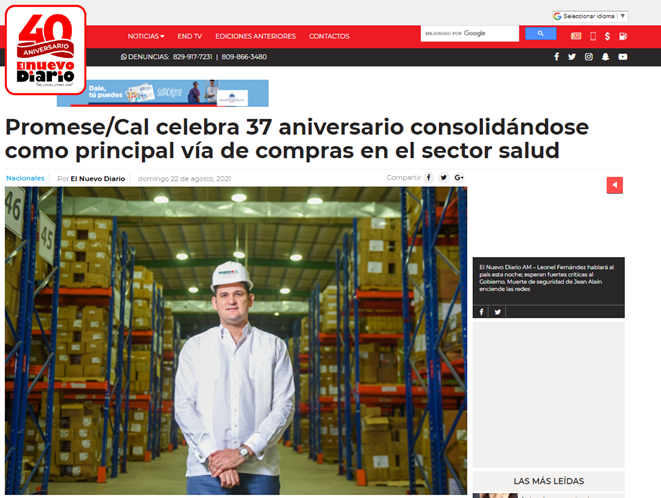 40
ANIVERSARIO
El nuevo
Diario
Seleccionar idioma ▼
NOTICIAS
END TV
EDICIONES ANTERIORES
CONTACTOS
MEJORADO POR Google
DENUNCIAS: 829-917-7231 | 809-866-3480
Dale,
tú puedes
Promese/Cal celebra 37 aniversario consolidándose
como principal vía de compras en el sector salud
Nacionales Por El Nuevo Diario domingo 22 de agosto, 2021
Compartir
46
45
El Nuevo Diario AM – Leonel Fernández hablará al
país esta noche; esperan fuertes críticas al
Gobierno. Muerte de seguridad de Jean Alain
enciende las redes
LAS MÁS LEÍDAS